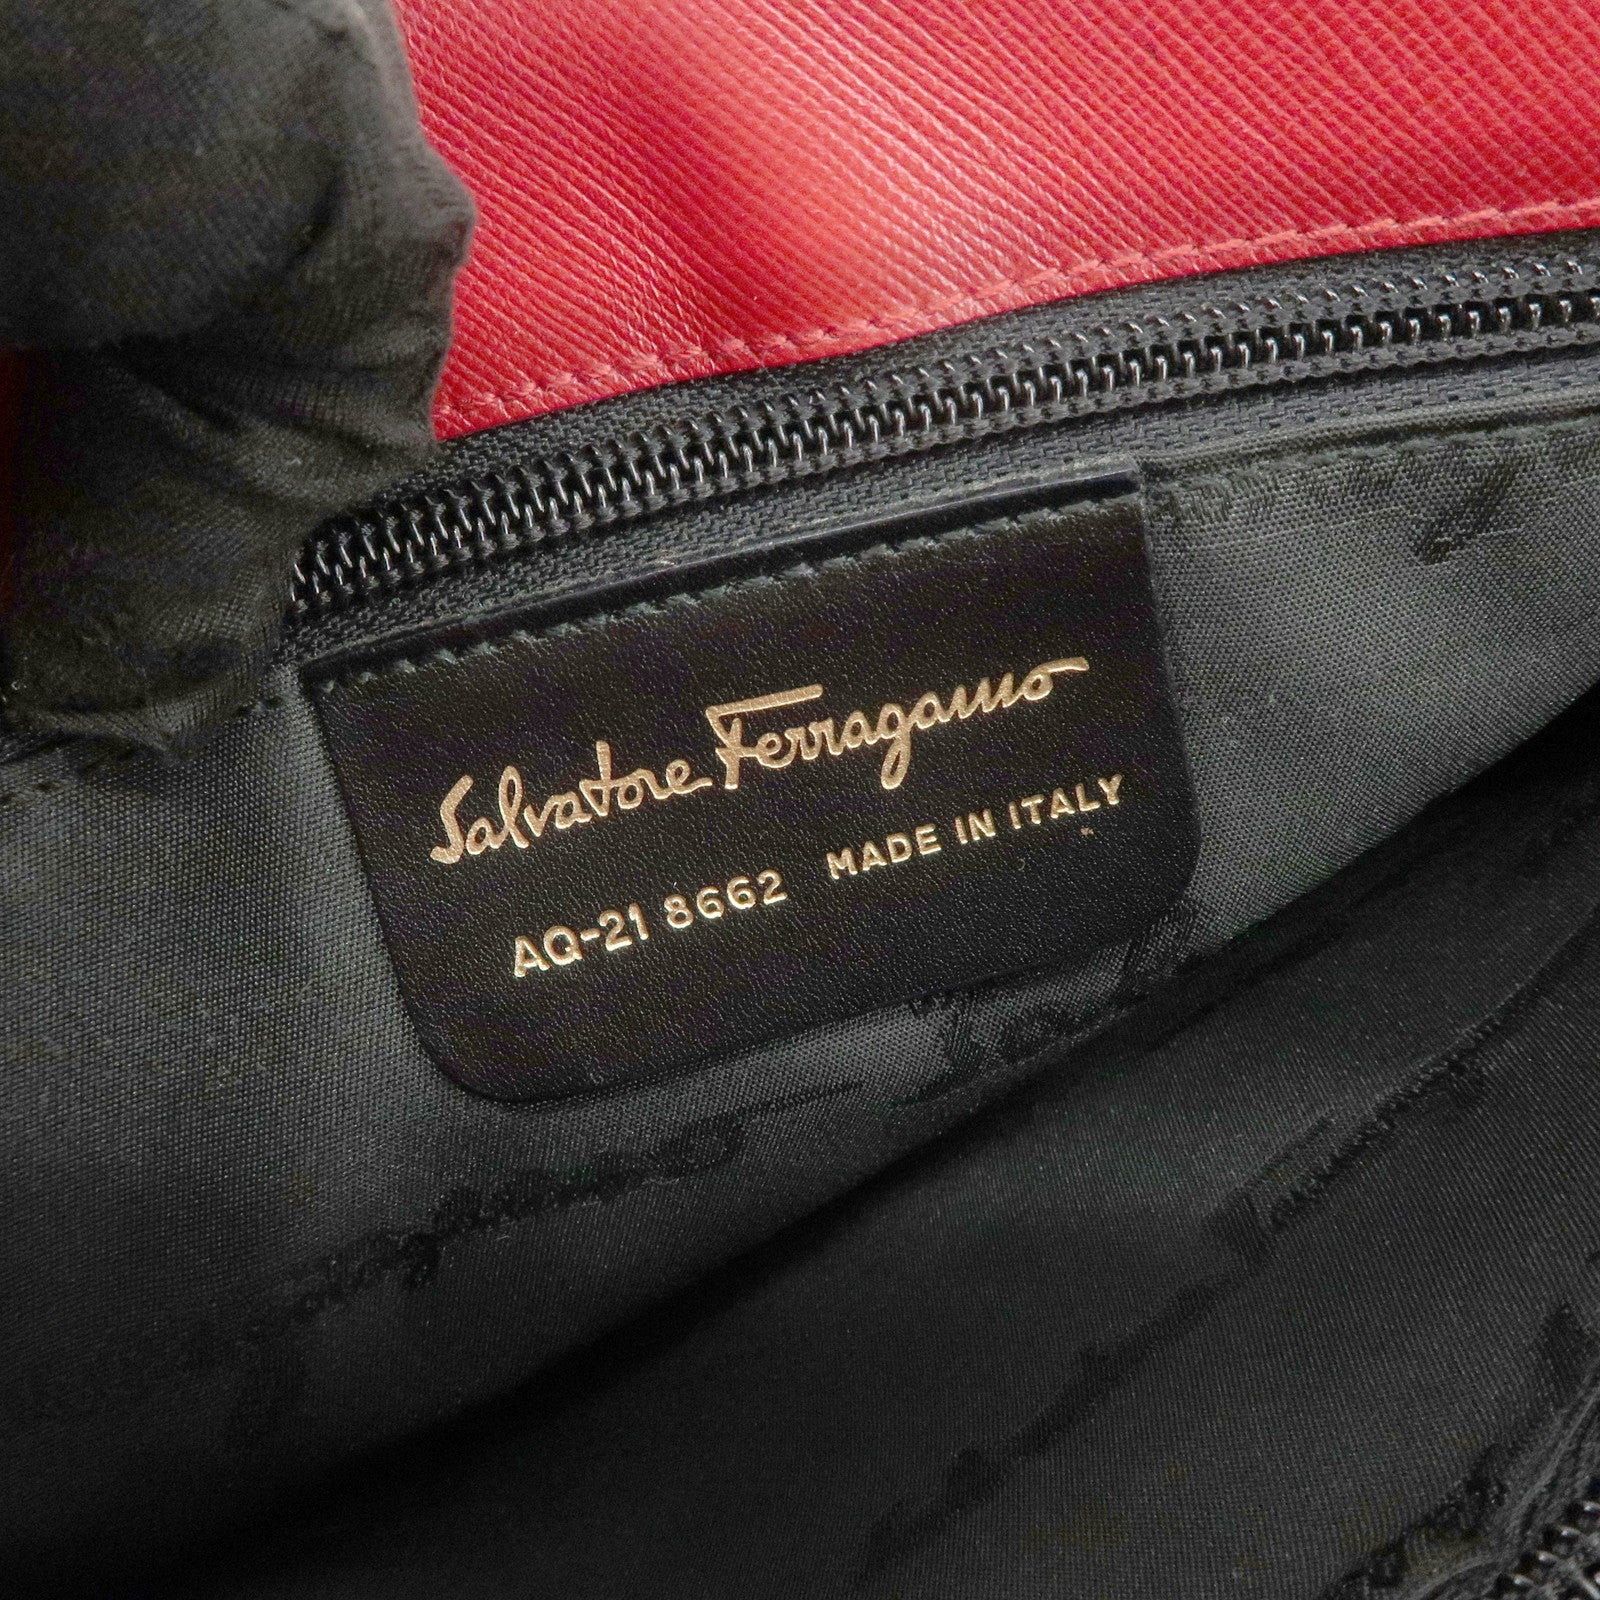 Salvatore Ferragamo
AQ-21 8662 MADE IN ITALY